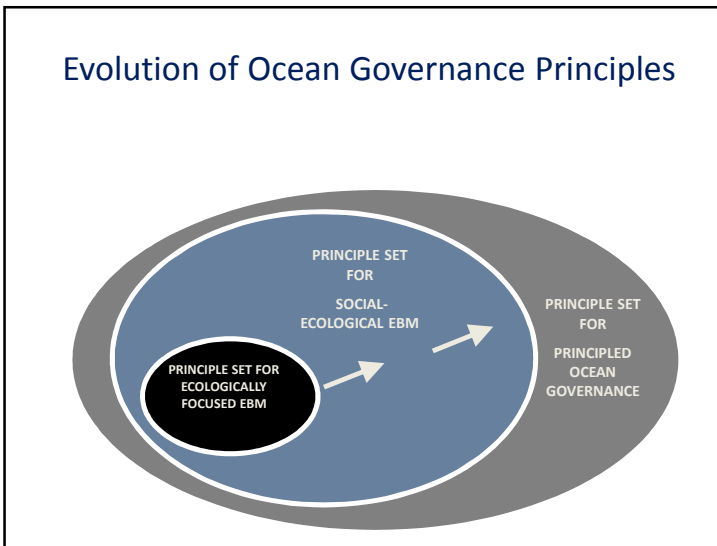 Evolution of Ocean Governance Principles
PRINCIPLE SET
FOR
SOCIAL-
ECOLOGICAL EBM
PRINCIPLE SET FOR
ECOLOGICALLY
FOCUSED EBM
PRINCIPLE SET
FOR
PRINCIPLED
OCEAN
GOVERNANCE